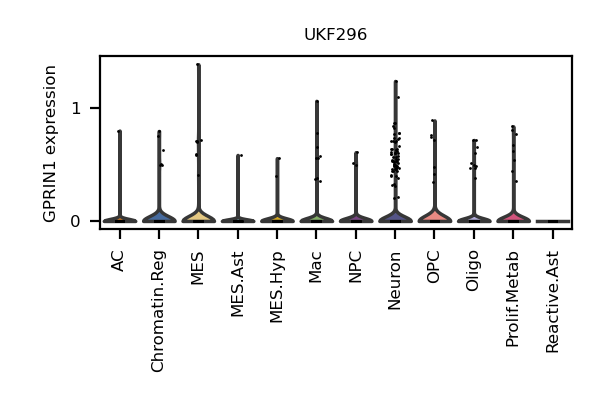 UKF296
GPRIN1 expression
1
0
AC
Chromatin.Reg
MES
MES.Ast
MES.Hyp
Mac
NPC
Neuron
OPC
Oligo
Prolif.Metab
Reactive.Ast